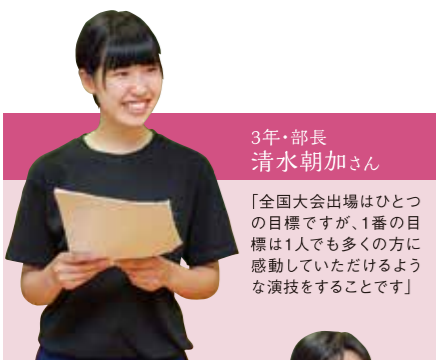 3年・部長
清水朝加さん
「全国大会出場はひとつ
の目標ですが、1番の目
標は1人でも多くの方に
感動していただけるよう
な演技をすることです」